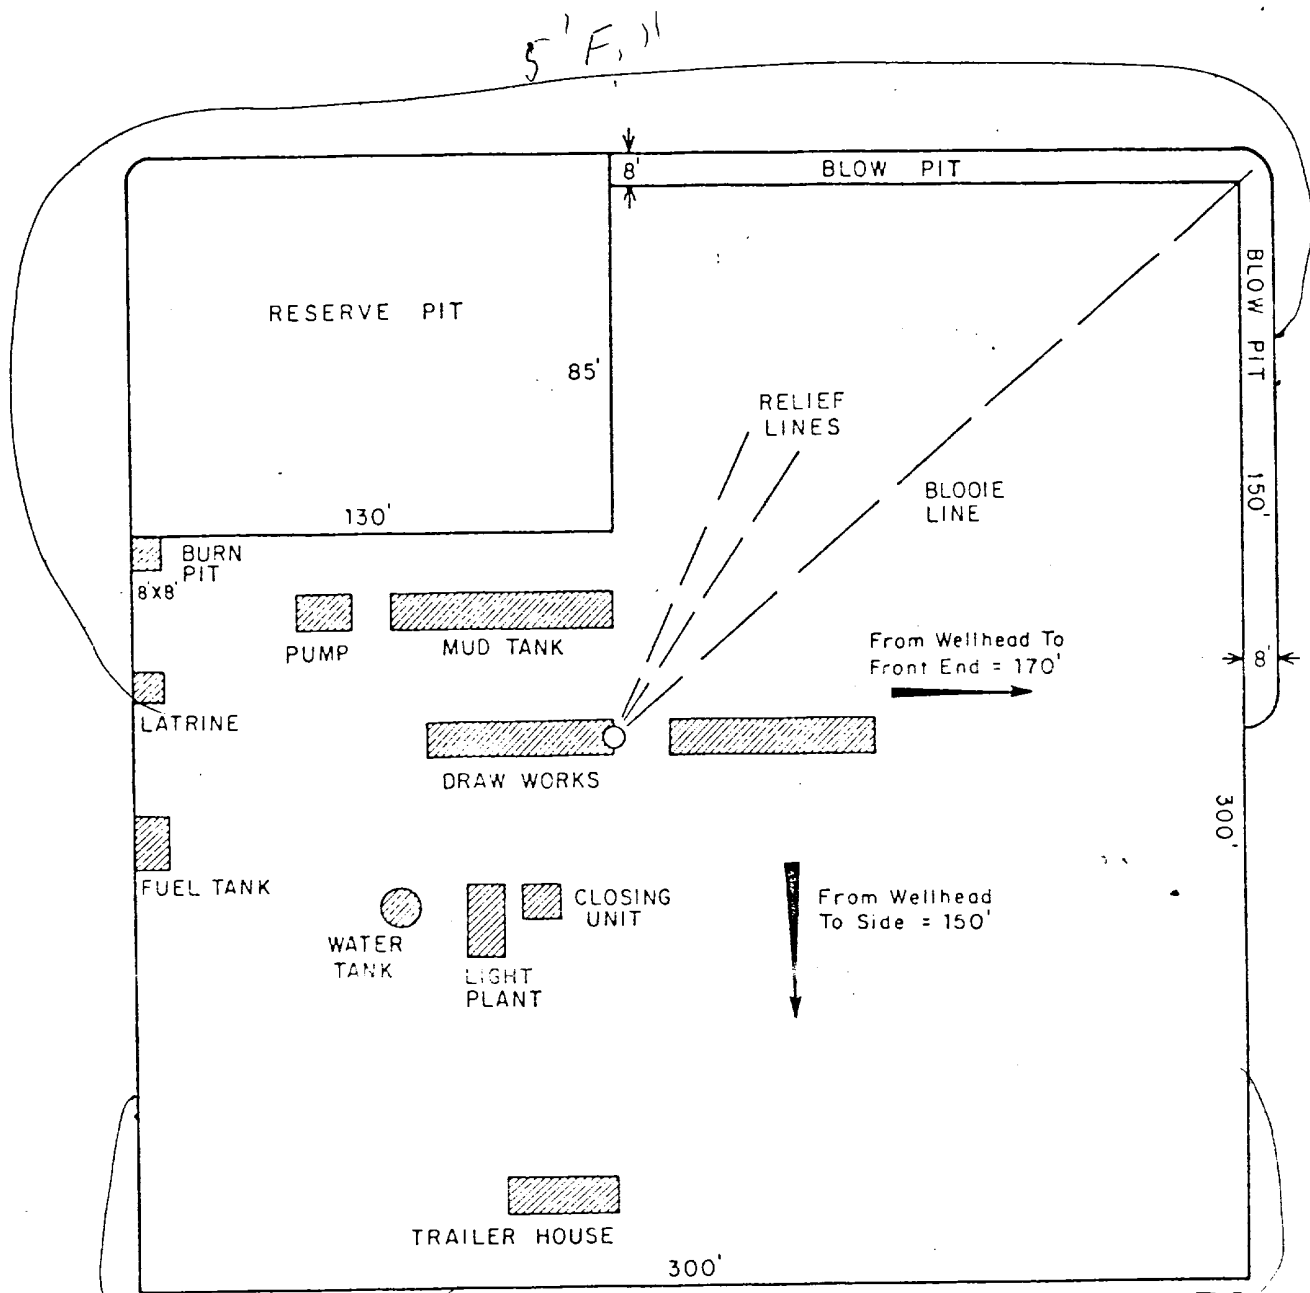 5' Fill
8'
BLOW PIT
BLOW PIT
RESERVE PIT
85'
130'
RELIEF
LINES
BLOOIE
LINE
150'
BURN
PIT
8'X8'
PUMP
MUD TANK
From Wellhead To
Front End = 170'
8'
LATRINE
DRAW WORKS
300'
FUEL TANK
WATER
TANK
LIGHT
PLANT
CLOSING
UNIT
From Wellhead
To Side = 150'
TRAILER HOUSE
300'